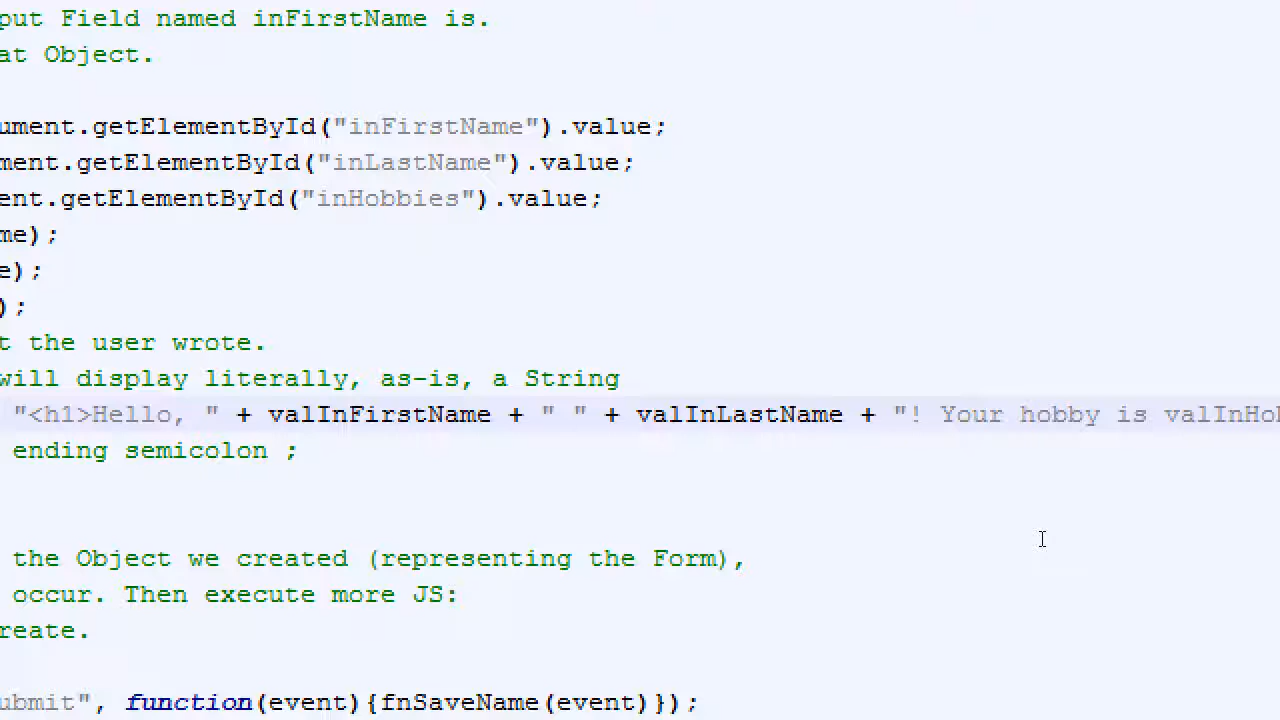 put Field named inFirstName is.
at Object.
ument.getElementById("inFirstName").value;
ment.getElementById("inLastName").value;
ent.getElementById("inHobbies").value;
me);
e);
);
t the user wrote.
will display literally, as-is, a String
"<h1>Hello, " + valInFirstName + " " + valInLastName + "! Your hobby is valInHob
ending semicolon ;
the Object we created (representing the Form),
occur. Then execute more JS:
reate.
ubmit", function(event){fnSaveName(event)});